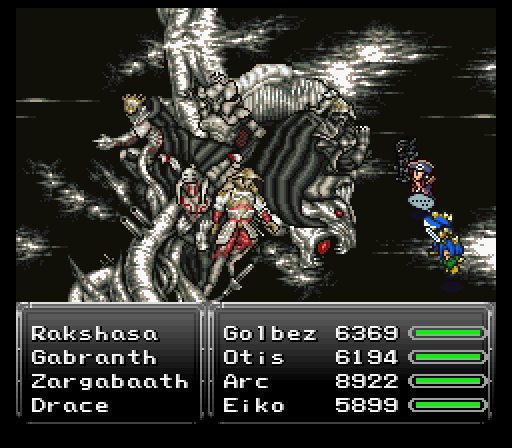 Rakshasa
Gabranth
Zargabaath
Drace
Golbez 6369
Otis 6194
Arc 8922
Eiko 5899